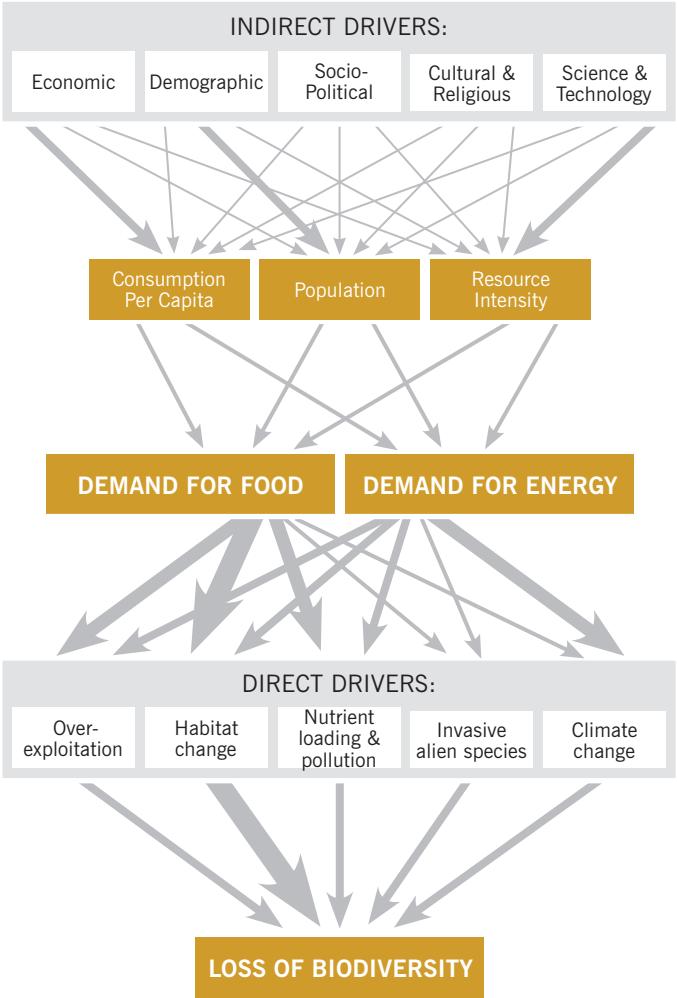 INDIRECT DRIVERS:
Economic
Demographic
Socio-
Political
Cultural &
Religious
Science &
Technology
Consumption
Per Capita
Population
Resource
Intensity
DEMAND FOR FOOD
DEMAND FOR ENERGY
DIRECT DRIVERS:
Over-
exploitation
Habitat
change
Nutrient
loading &
pollution
Invasive
alien species
Climate
change
LOSS OF BIODIVERSITY